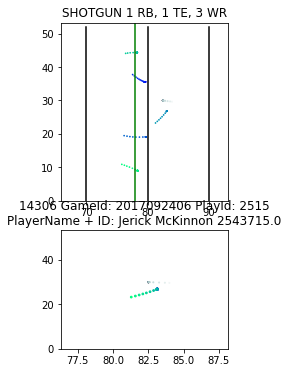 SHOTGUN 1 RB, 1 TE, 3 WR
50
40
30
20
10
0
70 80 90
14306 GameId: 2017092406 PlayId: 2515
PlayerName + ID: Jerick McKinnon 2543715.0
40
20
0
77.5 80.0 82.5 85.0 87.5